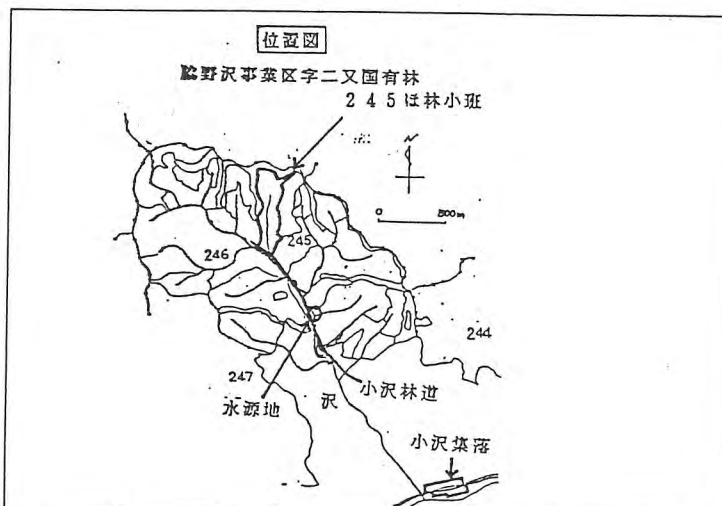 位置図
脇野沢事業区字二又国有林
245ほ林小班
N
0
500m
246
245
244
247
小沢林道
水源地
沢
小沢集落